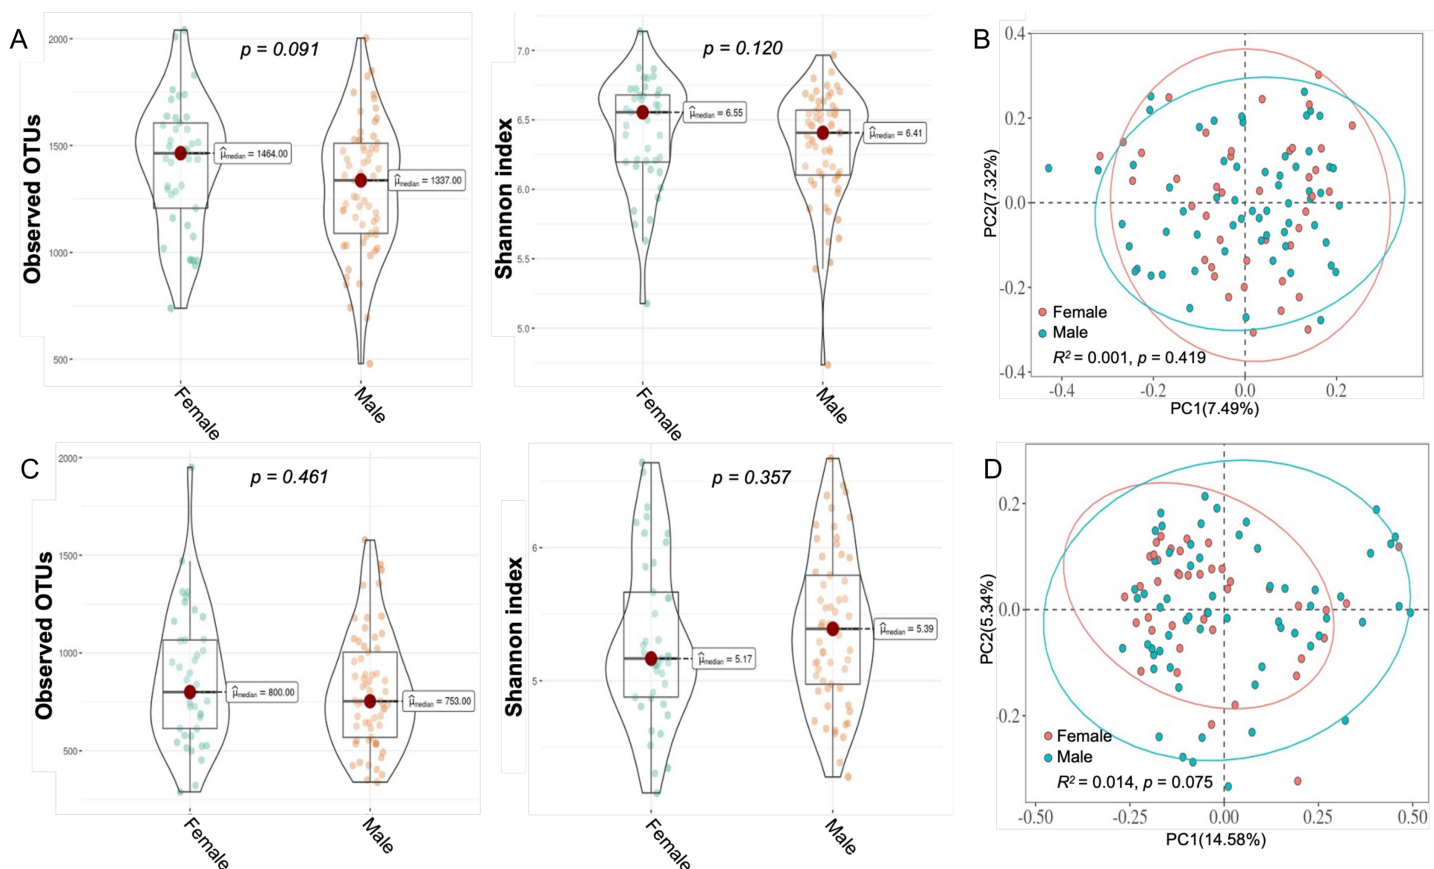 A
Observed OTUs
2000
1500
1000
500
p = 0.091
μ̂median = 1464.00
μ̂median = 1337.00
Female
Male
Shannon index
7.0
6.5
6.0
5.5
5.0
p = 0.120
μ̂median = 6.55
μ̂median = 6.41
Female
Male
B
PC2(7.32%)
0.4
0.2
0.0
-0.2
-0.4
Female
Male
R² = 0.001, p = 0.419
-0.4
-0.2
0.0
0.2
PC1(7.49%)
C
Observed OTUs
2000
1500
1000
500
p = 0.461
μ̂median = 800.00
μ̂median = 753.00
Female
Male
Shannon index
6
5
p = 0.357
μ̂median = 5.17
μ̂median = 5.39
Female
Male
D
PC2(5.34%)
0.2
0.0
-0.2
Female
Male
R² = 0.014, p = 0.075
-0.50
-0.25
0.00
0.25
0.50
PC1(14.58%)